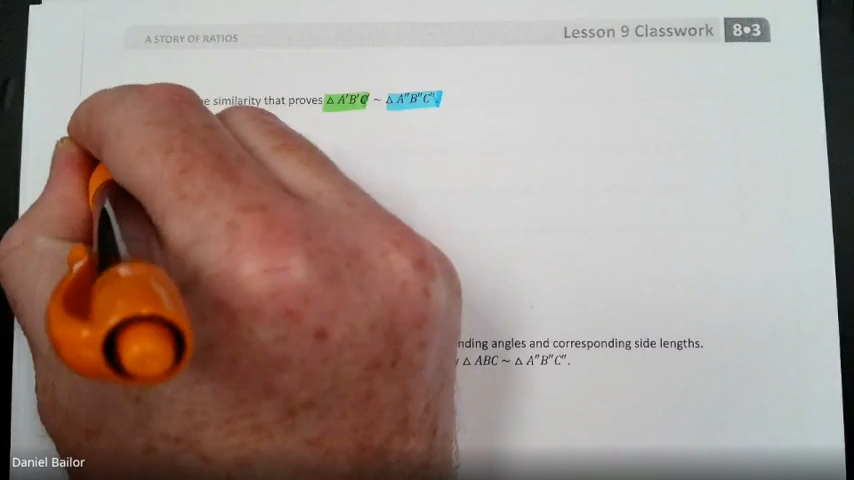 A STORY OF RATIOS
Lesson 9 Classwork 8•3
similarity that proves △ A′B′C′ ~ △ A″B″C″.
nding angles and corresponding side lengths.
△ ABC ~ △ A″B″C″.
Daniel Bailor